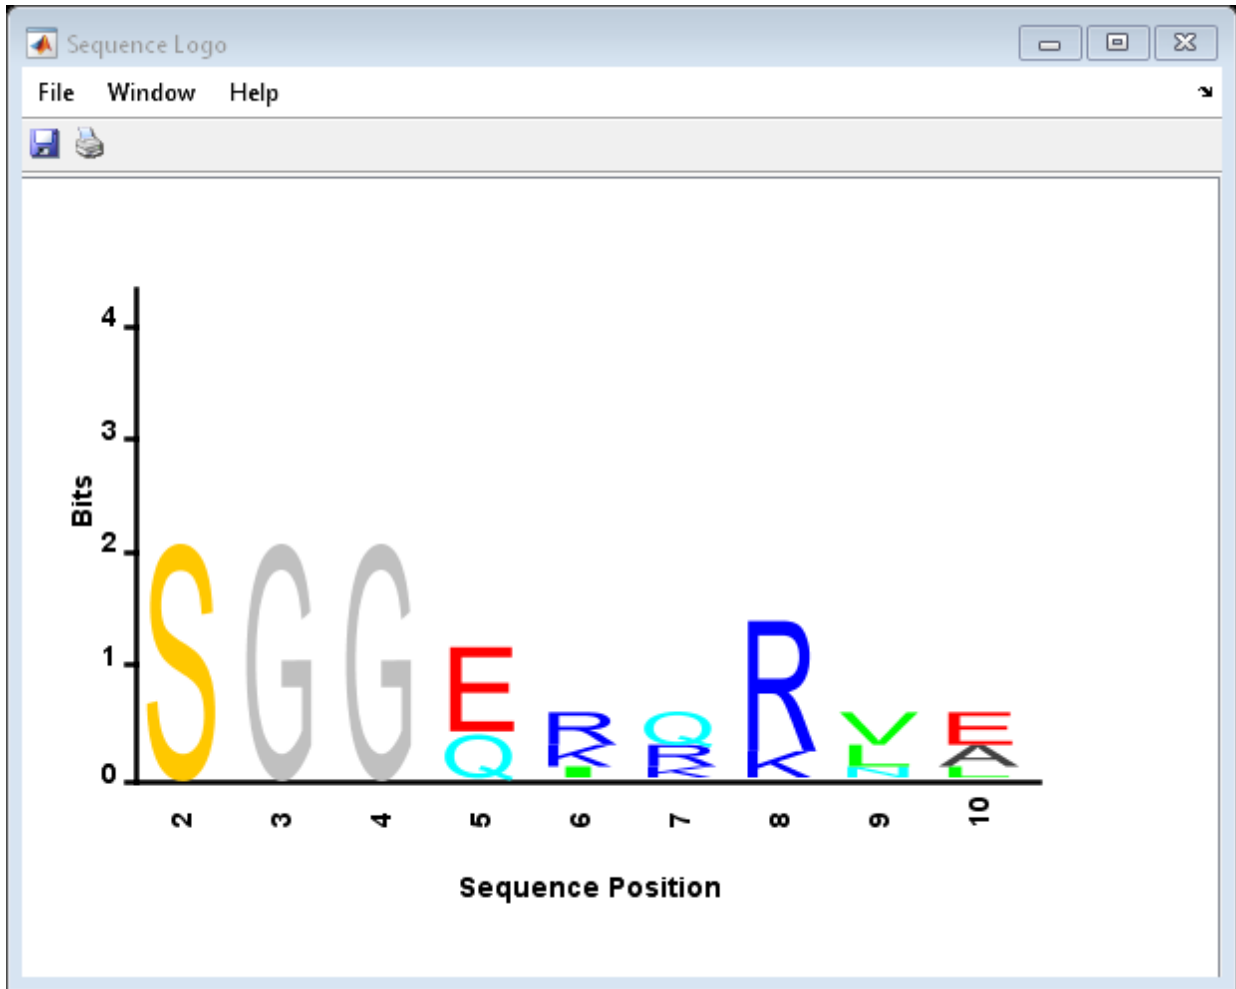 Sequence Logo
File Window Help
4
3
2
1
0
Bits
S G G E R Q R V E
Q K R K L A
I K N L
2 3 4 5 6 7 8 9 10
Sequence Position